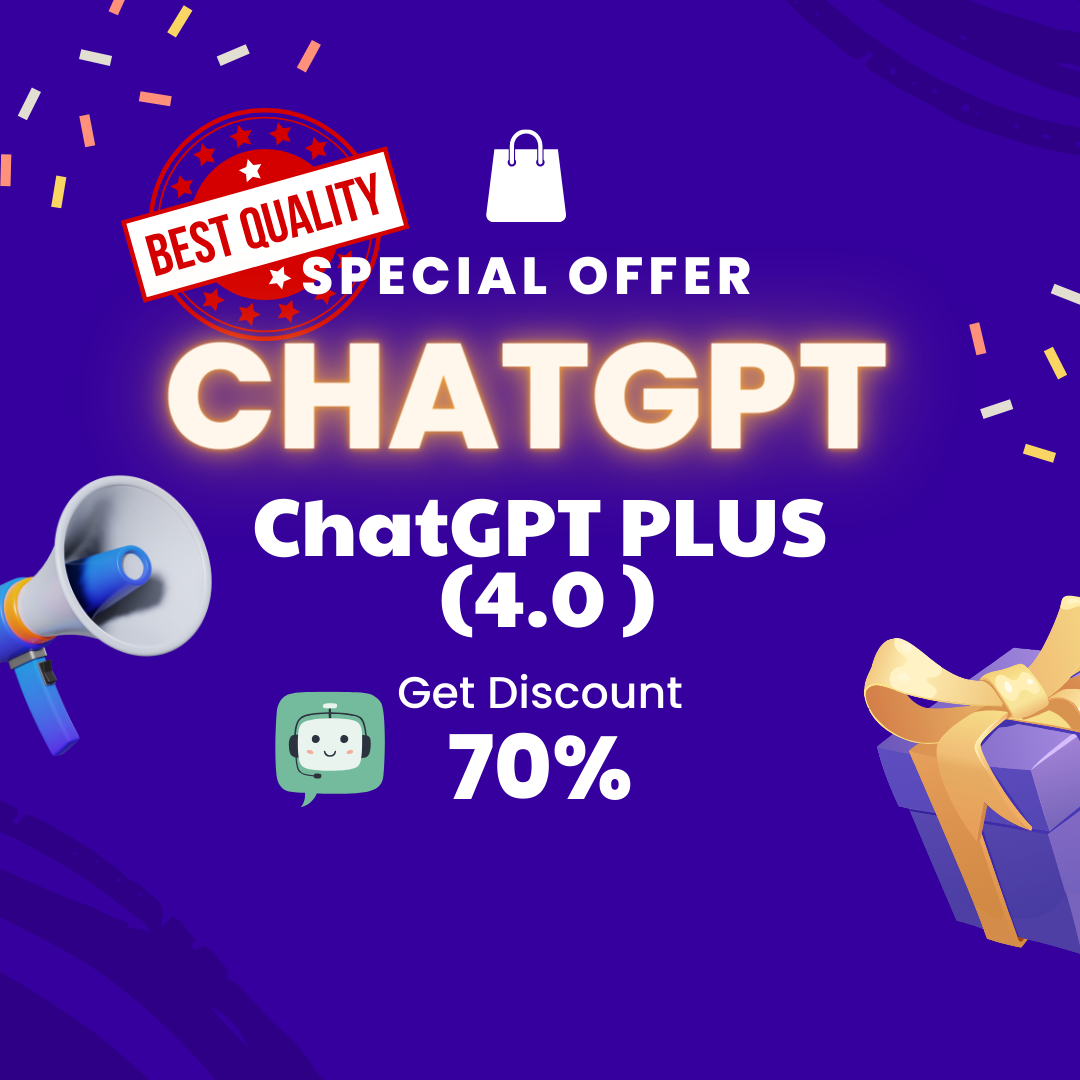 BEST QUALITY
SPECIAL OFFER
CHATGPT
ChatGPT PLUS
(4.0 )
Get Discount
70%